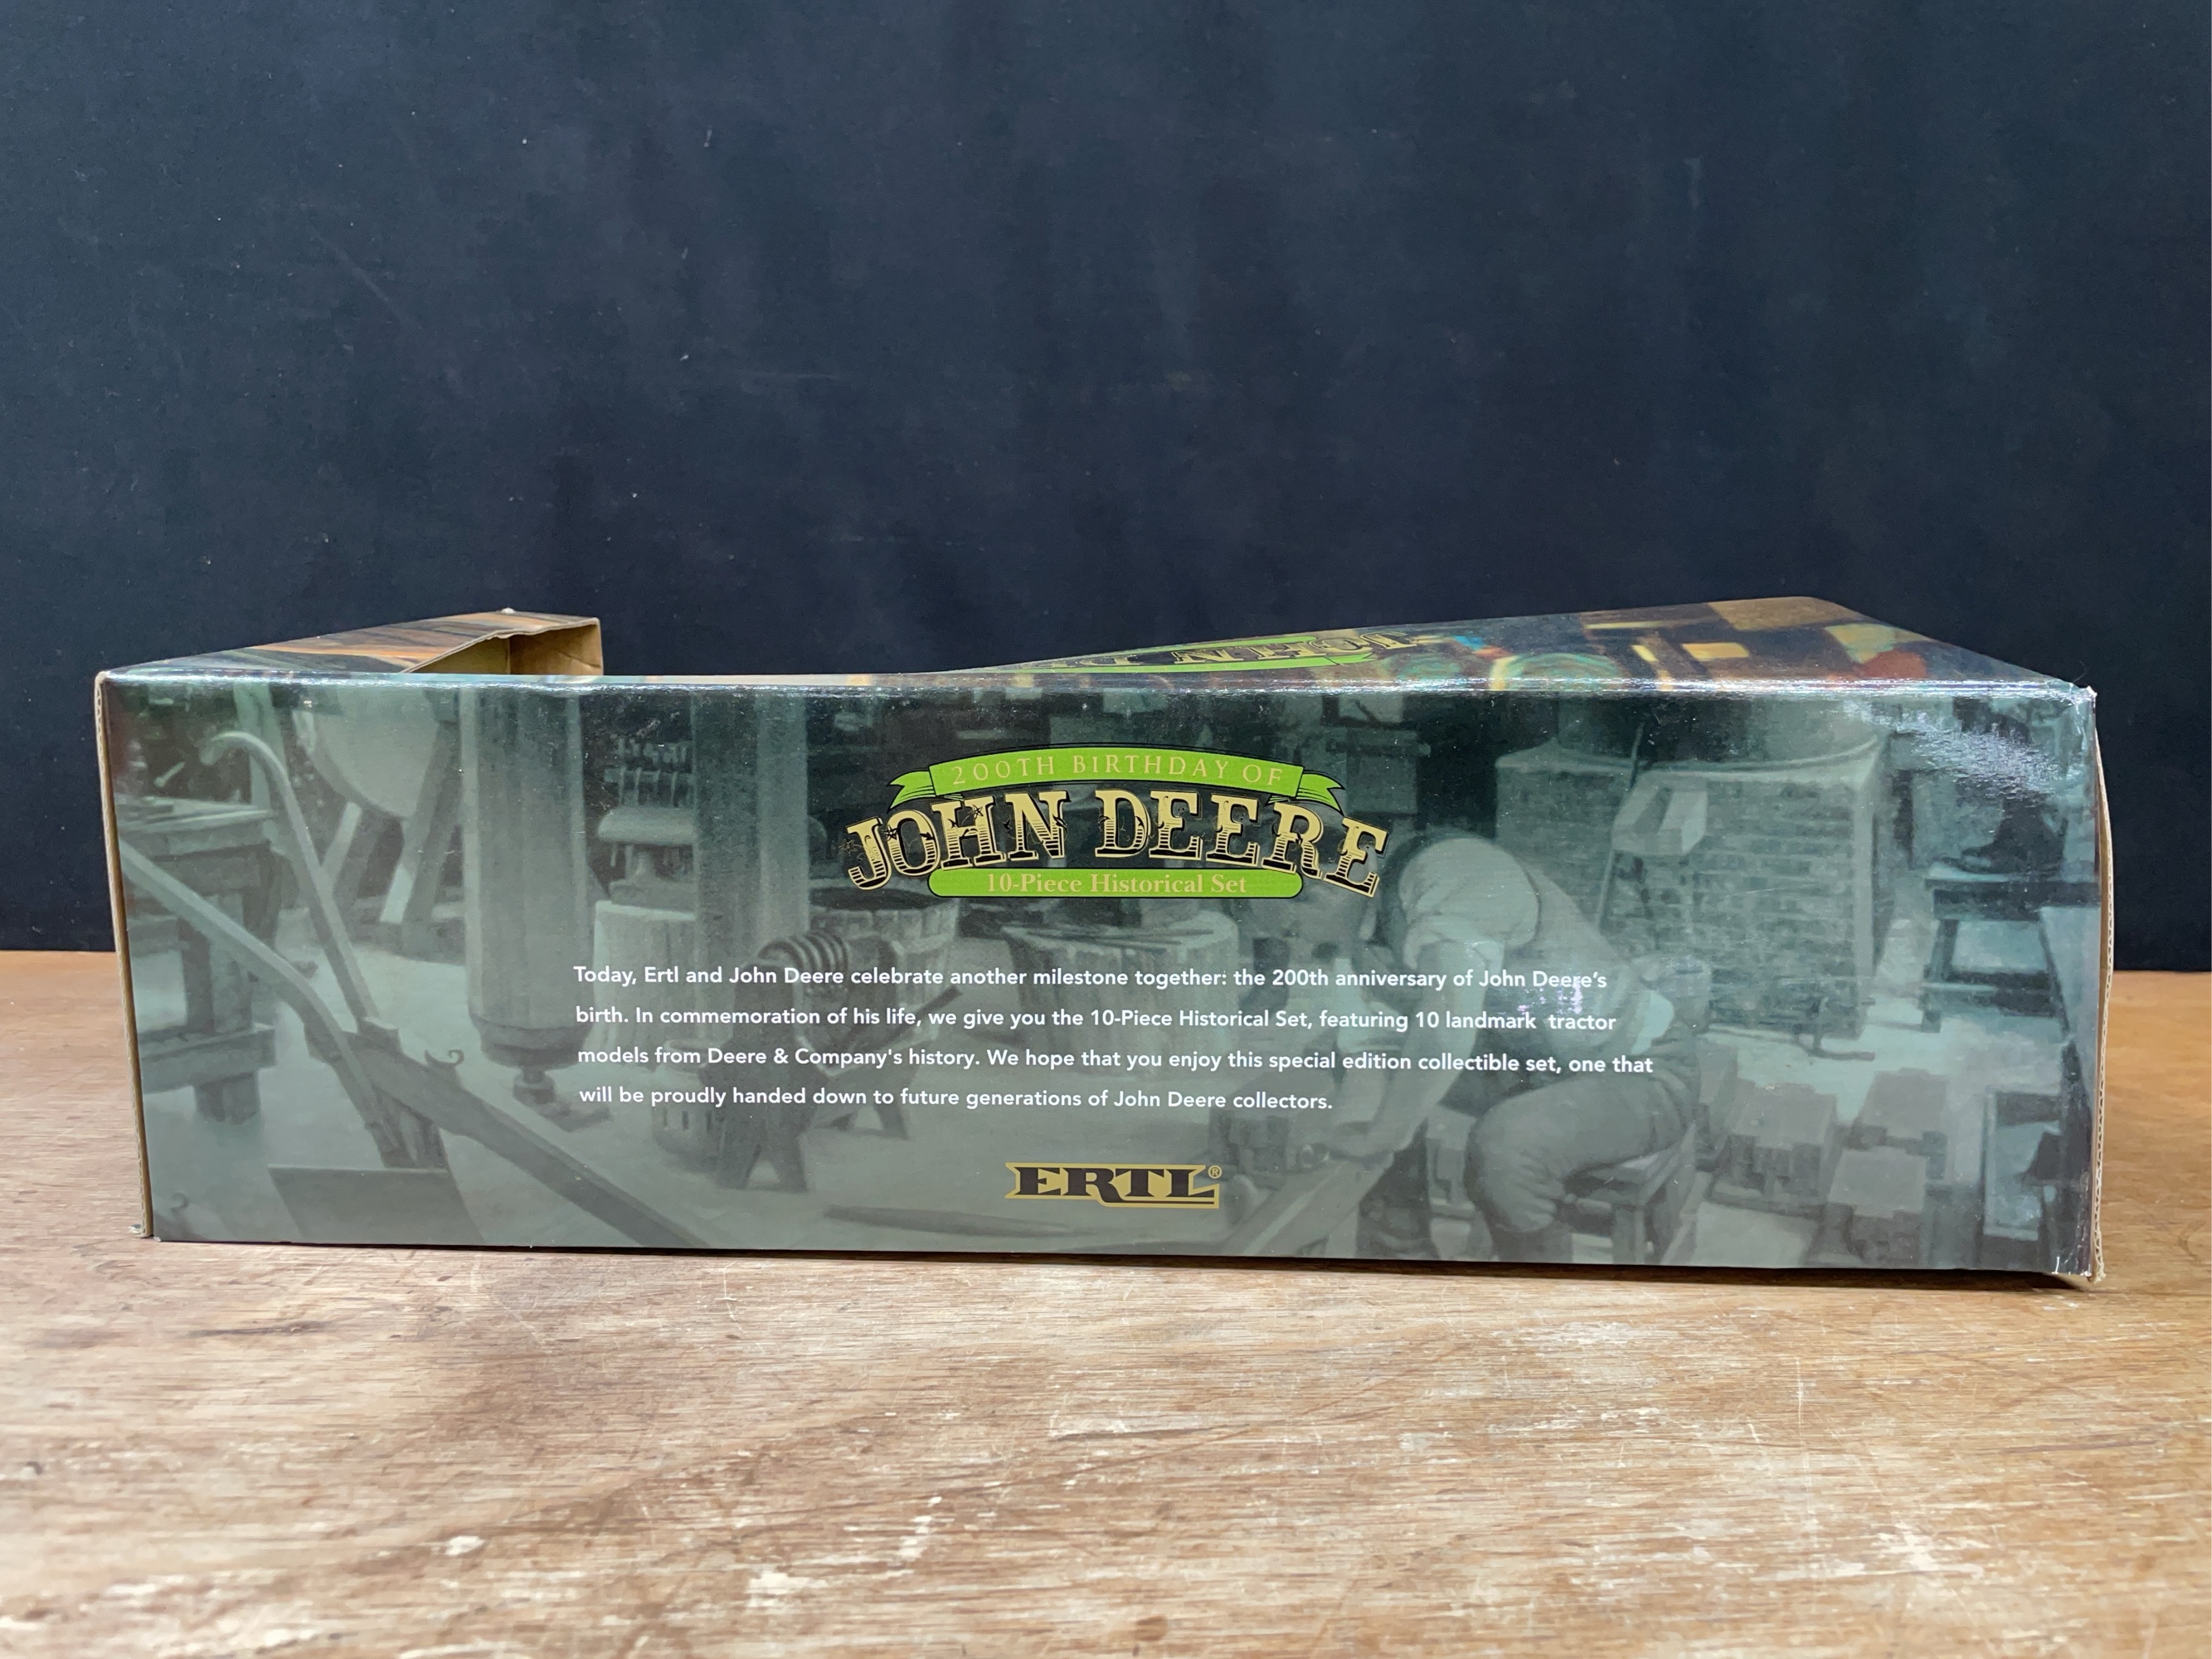 JOHN DE
200TH BIRTHDAY OF
JOHN DEERE
10-Piece Historical Set
Today, Ertl and John Deere celebrate another milestone together: the 200th anniversary of John Deere's
birth. In commemoration of his life, we give you the 10-Piece Historical Set, featuring 10 landmark tractor
models from Deere & Company's history. We hope that you enjoy this special edition collectible set, one that
will be proudly handed down to future generations of John Deere collectors.
ERTL®